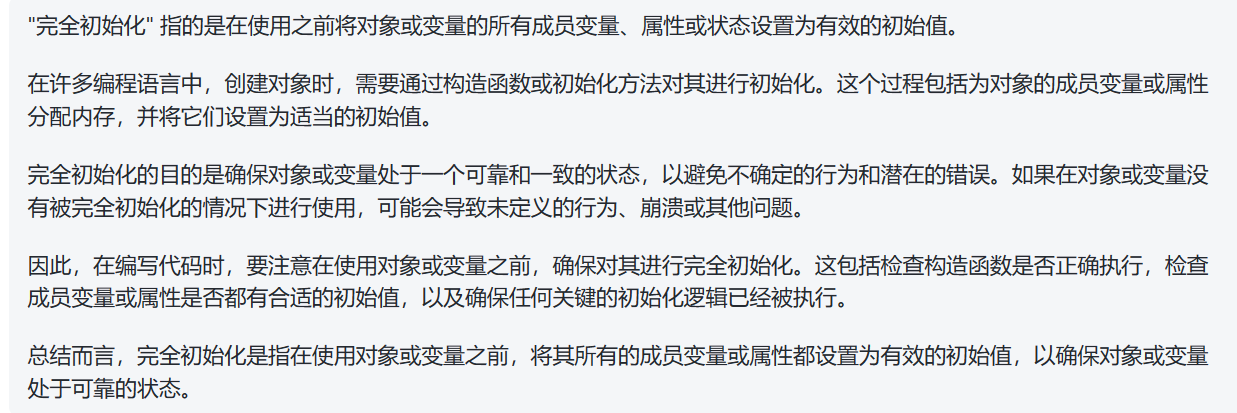 "完全初始化" 指的是在使用之前将对象或变量的所有成员变量、属性或状态设置为有效的初始值。
在许多编程语言中，创建对象时，需要通过构造函数或初始化方法对其进行初始化。这个过程包括为对象的成员变量或属性
分配内存，并将它们设置为适当的初始值。
完全初始化的目的是确保对象或变量处于一个可靠和一致的状态，以避免不确定的行为和潜在的错误。如果在对象或变量没
有被完全初始化的情况下进行使用，可能会导致未定义的行为、崩溃或其他问题。
因此，在编写代码时，要注意在使用对象或变量之前，确保对其进行完全初始化。这包括检查构造函数是否正确执行，检查
成员变量或属性是否都有合适的初始值，以及确保任何关键的初始化逻辑已经被执行。
总结而言，完全初始化是指在使用对象或变量之前，将其所有的成员变量或属性都设置为有效的初始值，以确保对象或变量
处于可靠的状态。